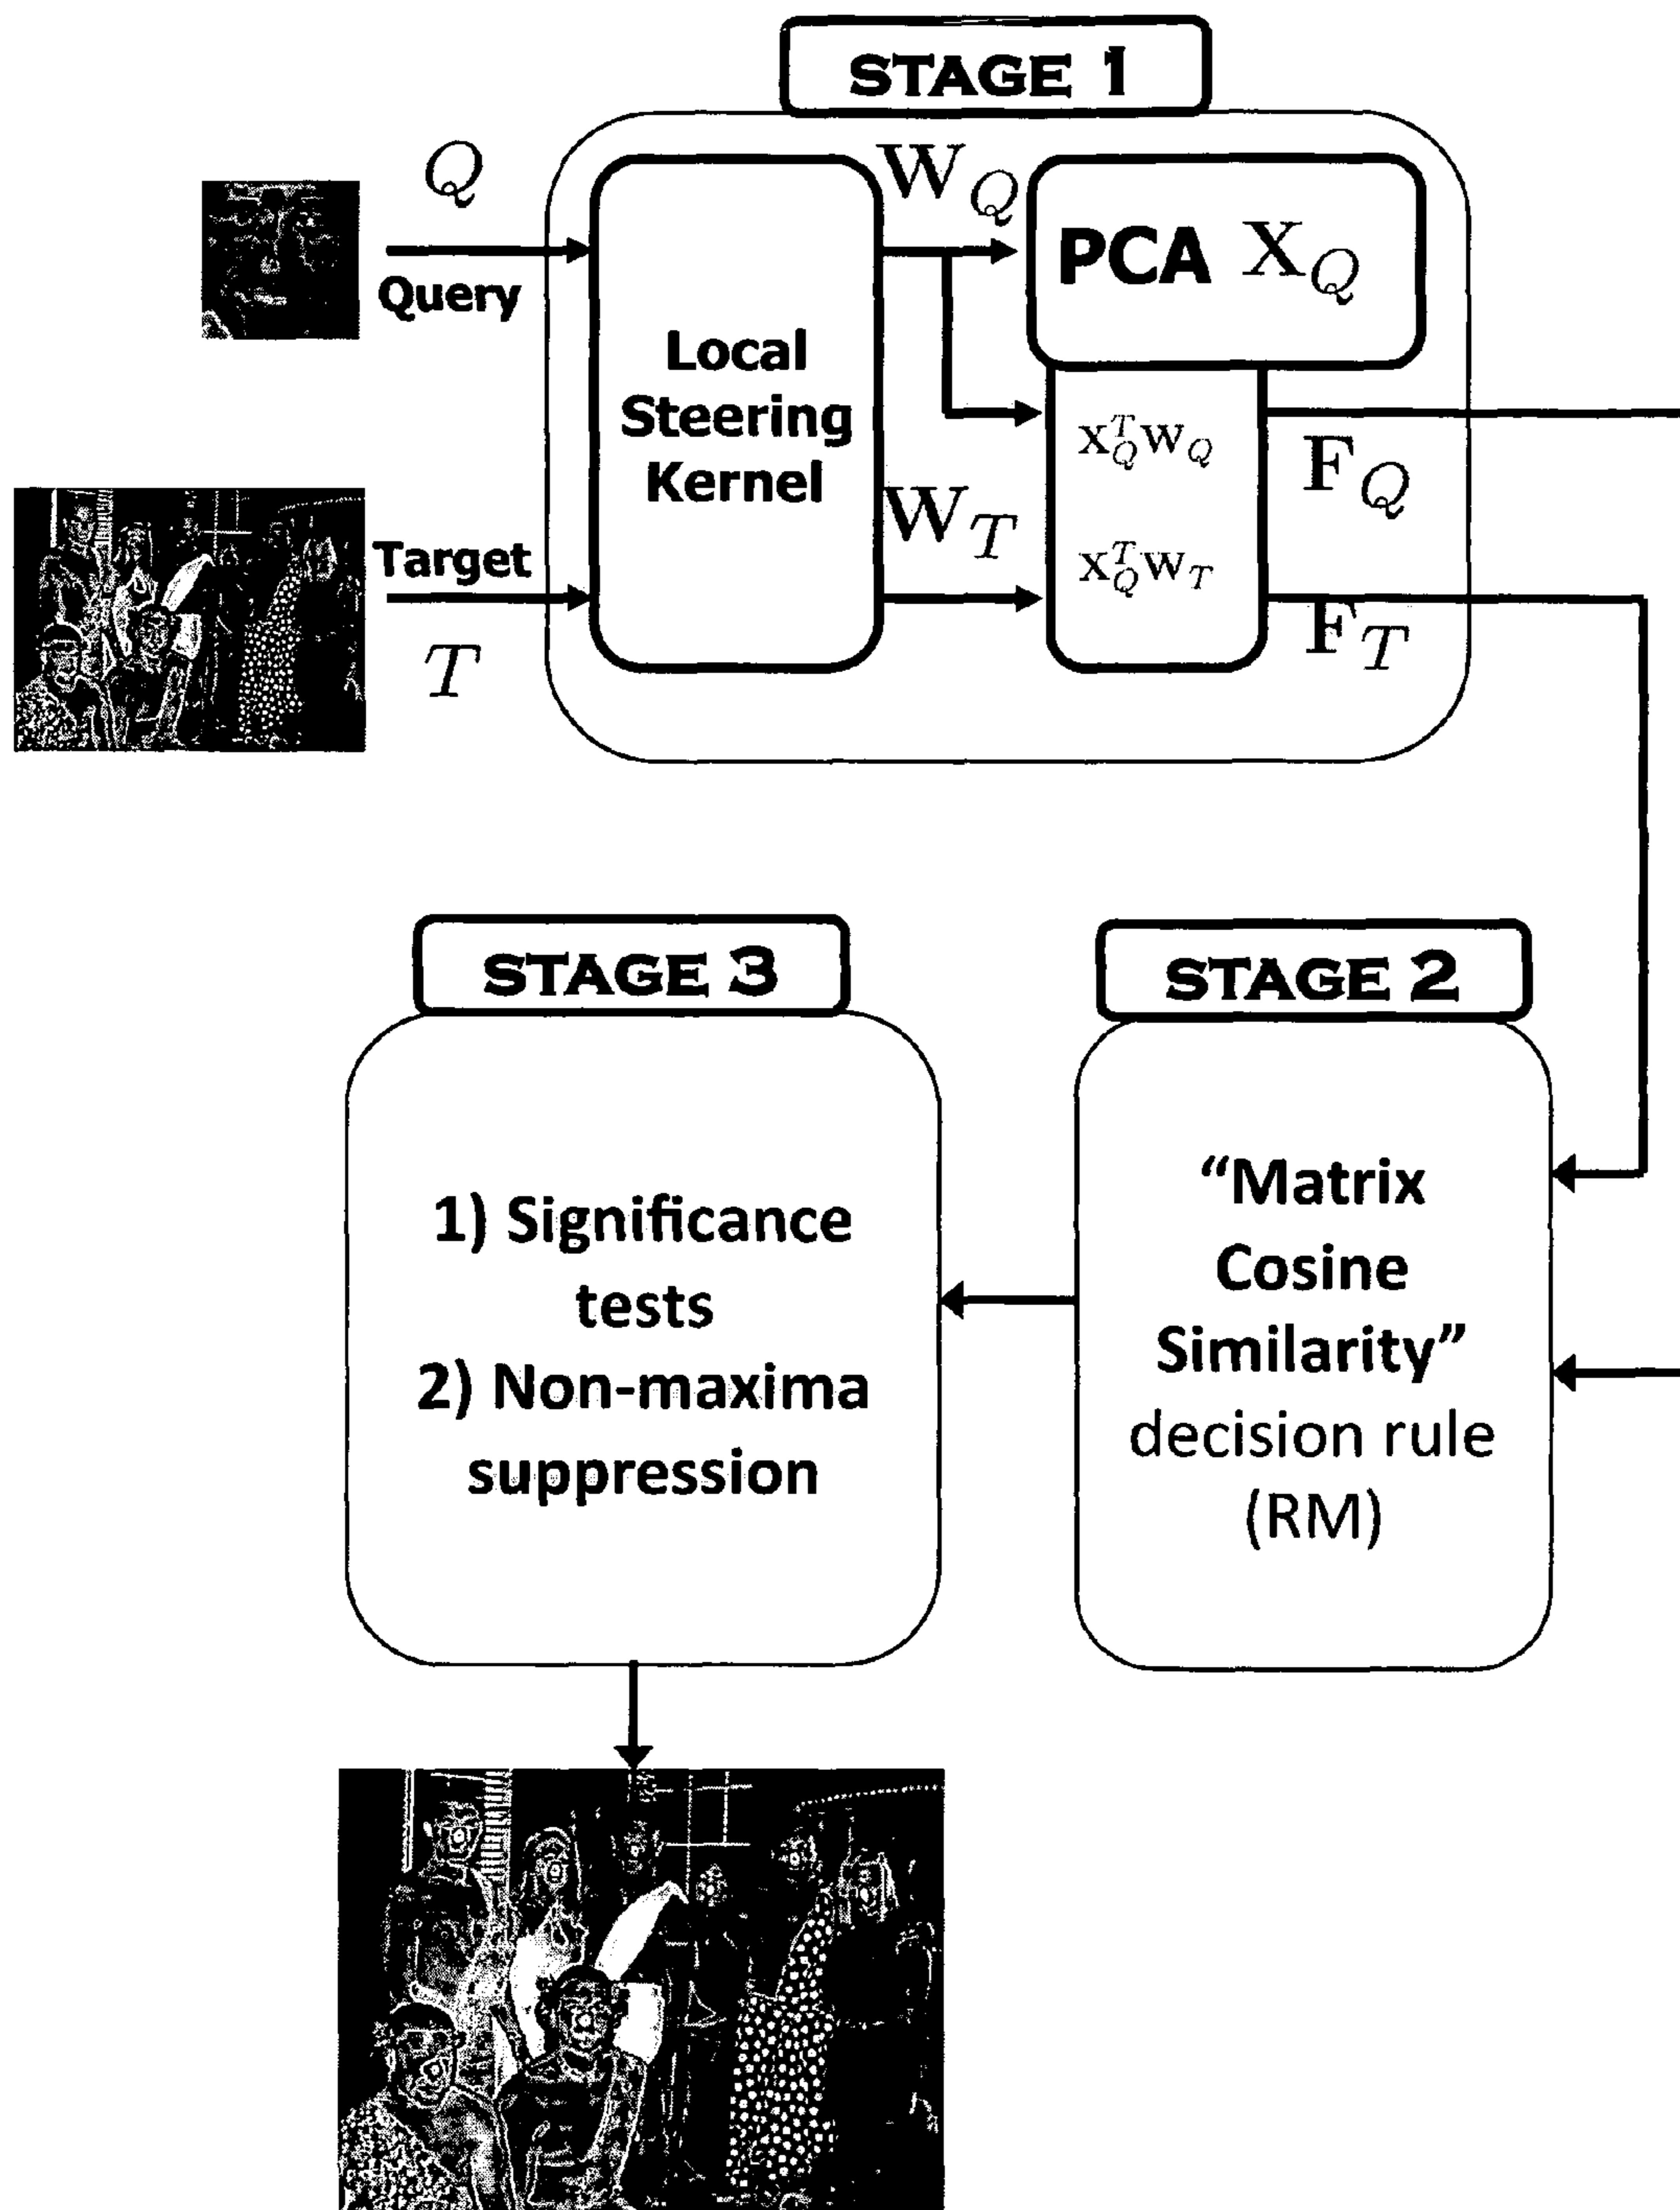 STAGE 1
Q
Query
Target
T
Local
Steering
Kernel
W_Q
W_T
PCA X_Q
X_Q^T W_Q
X_Q^T W_T
F_Q
F_T
STAGE 2
“Matrix
Cosine
Similarity”
decision rule
(RM)
STAGE 3
1) Significance
tests
2) Non-maxima
suppression